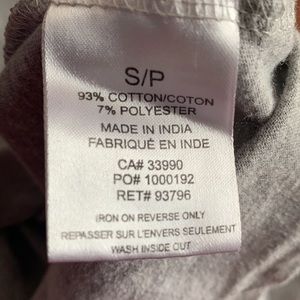 S/P
93% COTTON/COTON
7% POLYESTER
MADE IN INDIA
FABRIQUÉ EN INDE
CA# 33990
PO# 1000192
RET# 93796
IRON ON REVERSE ONLY
REPASSER SUR L'ENVERS SEULEMENT
WASH INSIDE OUT